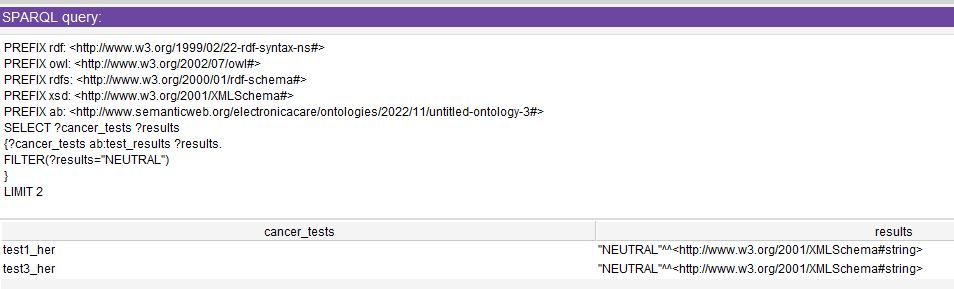 SPARQL query:
PREFIX rdf: <http://www.w3.org/1999/02/22-rdf-syntax-ns#>
PREFIX owl: <http://www.w3.org/2002/07/owl#>
PREFIX rdfs: <http://www.w3.org/2000/01/rdf-schema#>
PREFIX xsd: <http://www.w3.org/2001/XMLSchema#>
PREFIX ab: <http://www.semanticweb.org/electronicacare/ontologies/2022/11/untitled-ontology-3#>
SELECT ?cancer_tests ?results
{?cancer_tests ab:test_results ?results.
FILTER(?results="NEUTRAL")
}
LIMIT 2
cancer_tests results
test1_her "NEUTRAL"^^<http://www.w3.org/2001/XMLSchema#string>
test3_her "NEUTRAL"^^<http://www.w3.org/2001/XMLSchema#string>